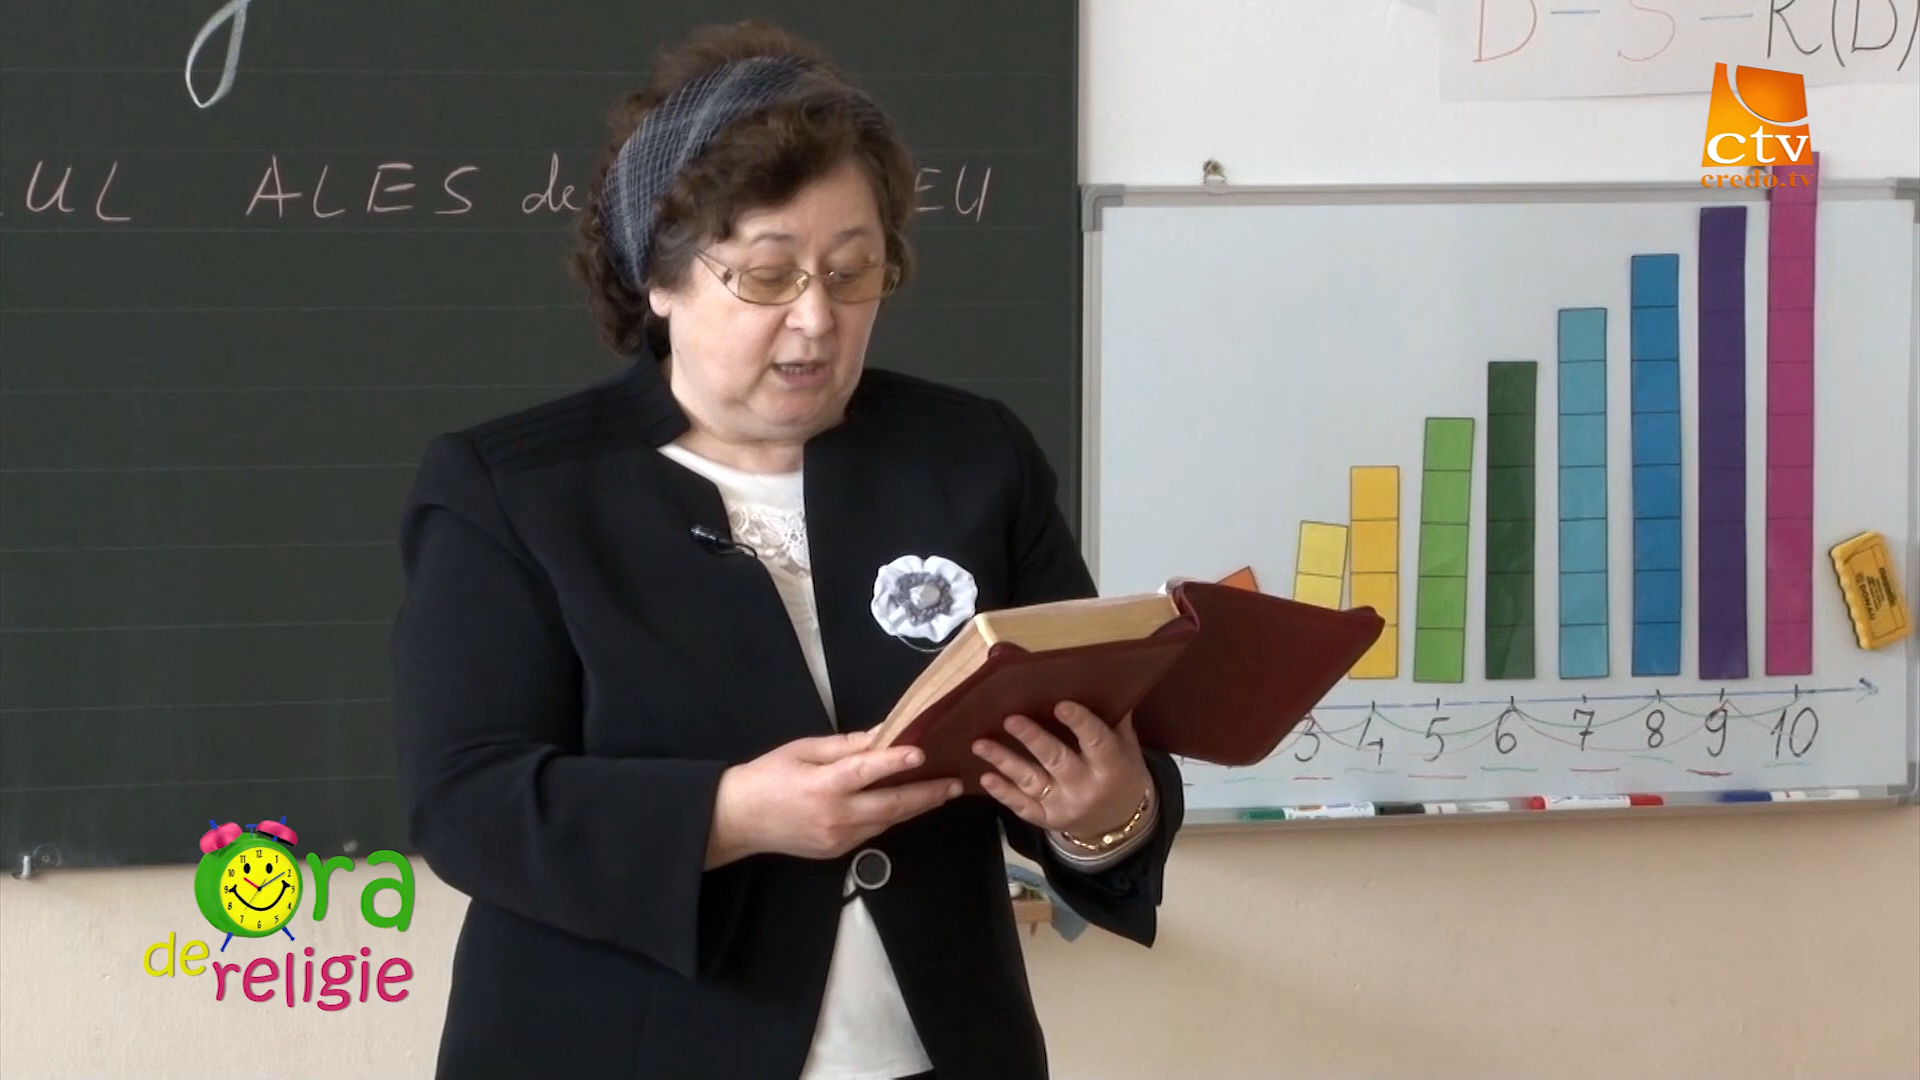 D - S - R(D)
ctv
credo.tv
UL ALES de EU
3 4 5 6 7 8 9 10
Ora
de religie